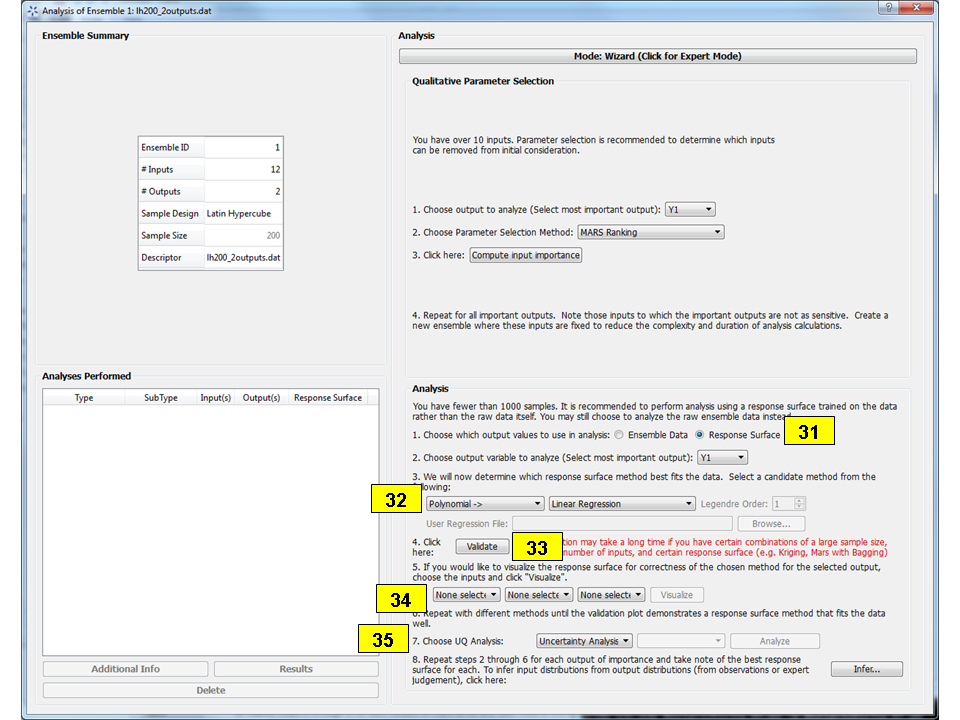 Analysis of Ensemble 1: lh200_2outputs.dat
Ensemble Summary
Ensemble ID 1
# Inputs 12
# Outputs 2
Sample Design Latin Hypercube
Sample Size 200
Descriptor lh200_2outputs.dat
Analyses Performed
Type SubType Input(s) Output(s) Response Surface
Additional Info Results
Delete
Analysis
Mode: Wizard (Click for Expert Mode)
Qualitative Parameter Selection
You have over 10 inputs. Parameter selection is recommended to determine which inputs
can be removed from initial consideration.
1. Choose output to analyze (Select most important output): Y1
2. Choose Parameter Selection Method: MARS Ranking
3. Click here: Compute input importance
4. Repeat for all important outputs. Note those inputs to which the important outputs are not as sensitive. Create a
new ensemble where these inputs are fixed to reduce the complexity and duration of analysis calculations.
Analysis
You have fewer than 1000 samples. It is recommended to perform analysis using a response surface trained on the data
rather than the raw data itself. You may still choose to analyze the raw ensemble data instead.
1. Choose which output values to use in analysis: Ensemble Data Response Surface 31
2. Choose output variable to analyze (Select most important output): Y1
3. We will now determine which response surface method best fits the data. Select a candidate method from the
lowing:
32 Polynomial -> Linear Regression Legendre Order: 1
User Regression File: Browse...
4. Click
here: Validate 33 tion may take a long time if you have certain combinations of a large sample size,
number of inputs, and certain response surface (e.g. Kriging, Mars with Bagging)
5. If you would like to visualize the response surface for correctness of the chosen method for the selected output,
choose the inputs and click "Visualize".
34 None selecte None selecte None selecte Visualize
6. Repeat with different methods until the validation plot demonstrates a response surface method that fits the data
well.
35 7. Choose UQ Analysis: Uncertainty Analysis Analyze
8. Repeat steps 2 through 6 for each output of importance and take note of the best response
surface for each. To infer input distributions from output distributions (from observations or expert
judgement), click here: Infer...